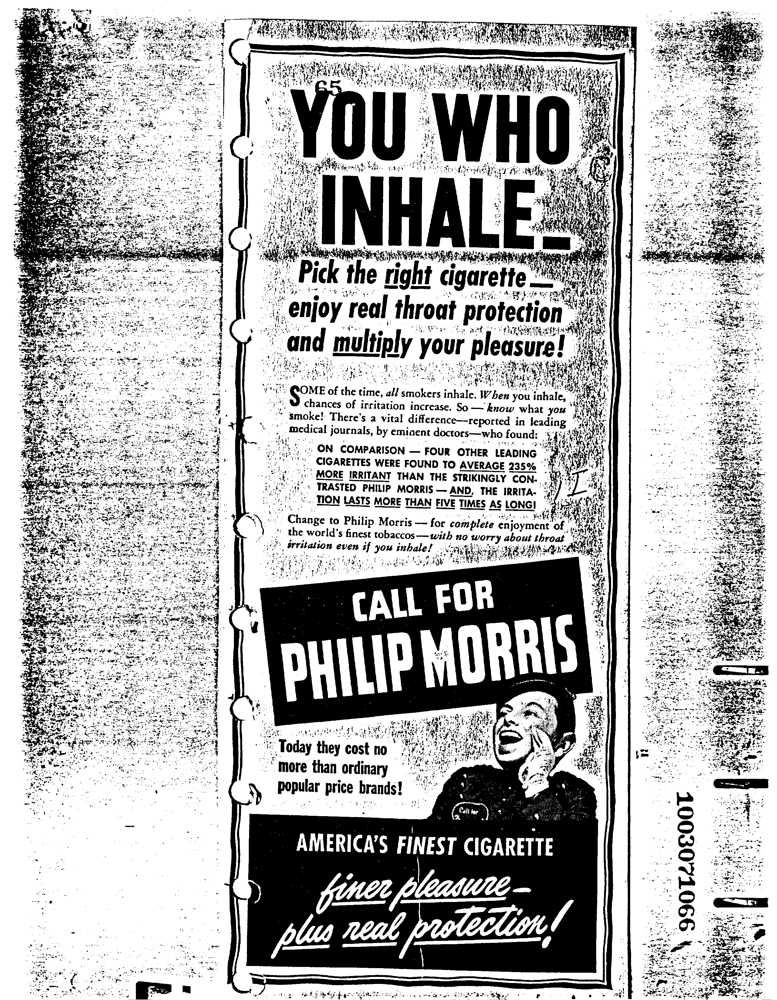 65
YOU WHO
INHALE_
Pick the right cigarette —
enjoy real throat protection
and multiply your pleasure!
SOME of the time, all smokers inhale. When you inhale,
chances of irritation increase. So — know what you
smoke! There's a vital difference—reported in leading
medical journals, by eminent doctors—who found:
ON COMPARISON — FOUR OTHER LEADING
CIGARETTES WERE FOUND TO AVERAGE 235%
MORE IRRITANT THAN THE STRIKINGLY CON-
TRASTED PHILIP MORRIS — AND, THE IRRITA-
TION LASTS MORE THAN FIVE TIMES AS LONG!
Change to Philip Morris — for complete enjoyment of
the world's finest tobaccos—with no worry about throat
irritation even if you inhale!
CALL FOR
PHILIP MORRIS
Today they cost no
more than ordinary
popular price brands!
Call for
AMERICA'S FINEST CIGARETTE
finer pleasure—
plus real protection!
1003071066